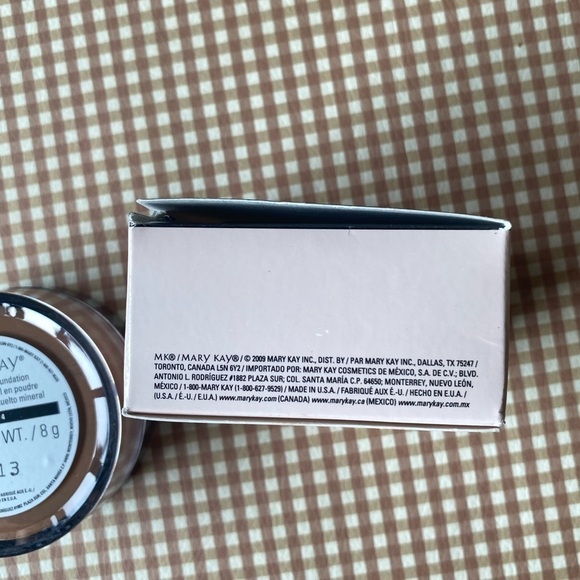 MK®/MARY KAY®/ © 2009 MARY KAY INC., DIST. BY / PAR MARY KAY INC., DALLAS, TX 75247/
TORONTO, CANADA L5N 6Y2 / IMPORTADO POR: MARY KAY COSMETICS DE MÉXICO, S.A. DE C.V.; BLVD.
ANTONIO L. RODRÍGUEZ #1882 PLAZA SUR; COL. SANTA MARÍA C.P. 64650; MONTERREY, NUEVO LEÓN,
MÉXICO / 1-800-MARY KAY (1-800-627-9529) / MADE IN U.S.A. / FABRIQUÉ AUX É.-U. / HECHO EN E.U.A./
(U.S.A. / É.U. / E.U.A.) www.marykay.com (CANADA) www.marykay.ca (MEXICO) www.marykay.com.mx
KAY®
en poudre
uelto mineral
4
WT. / 8 g
13